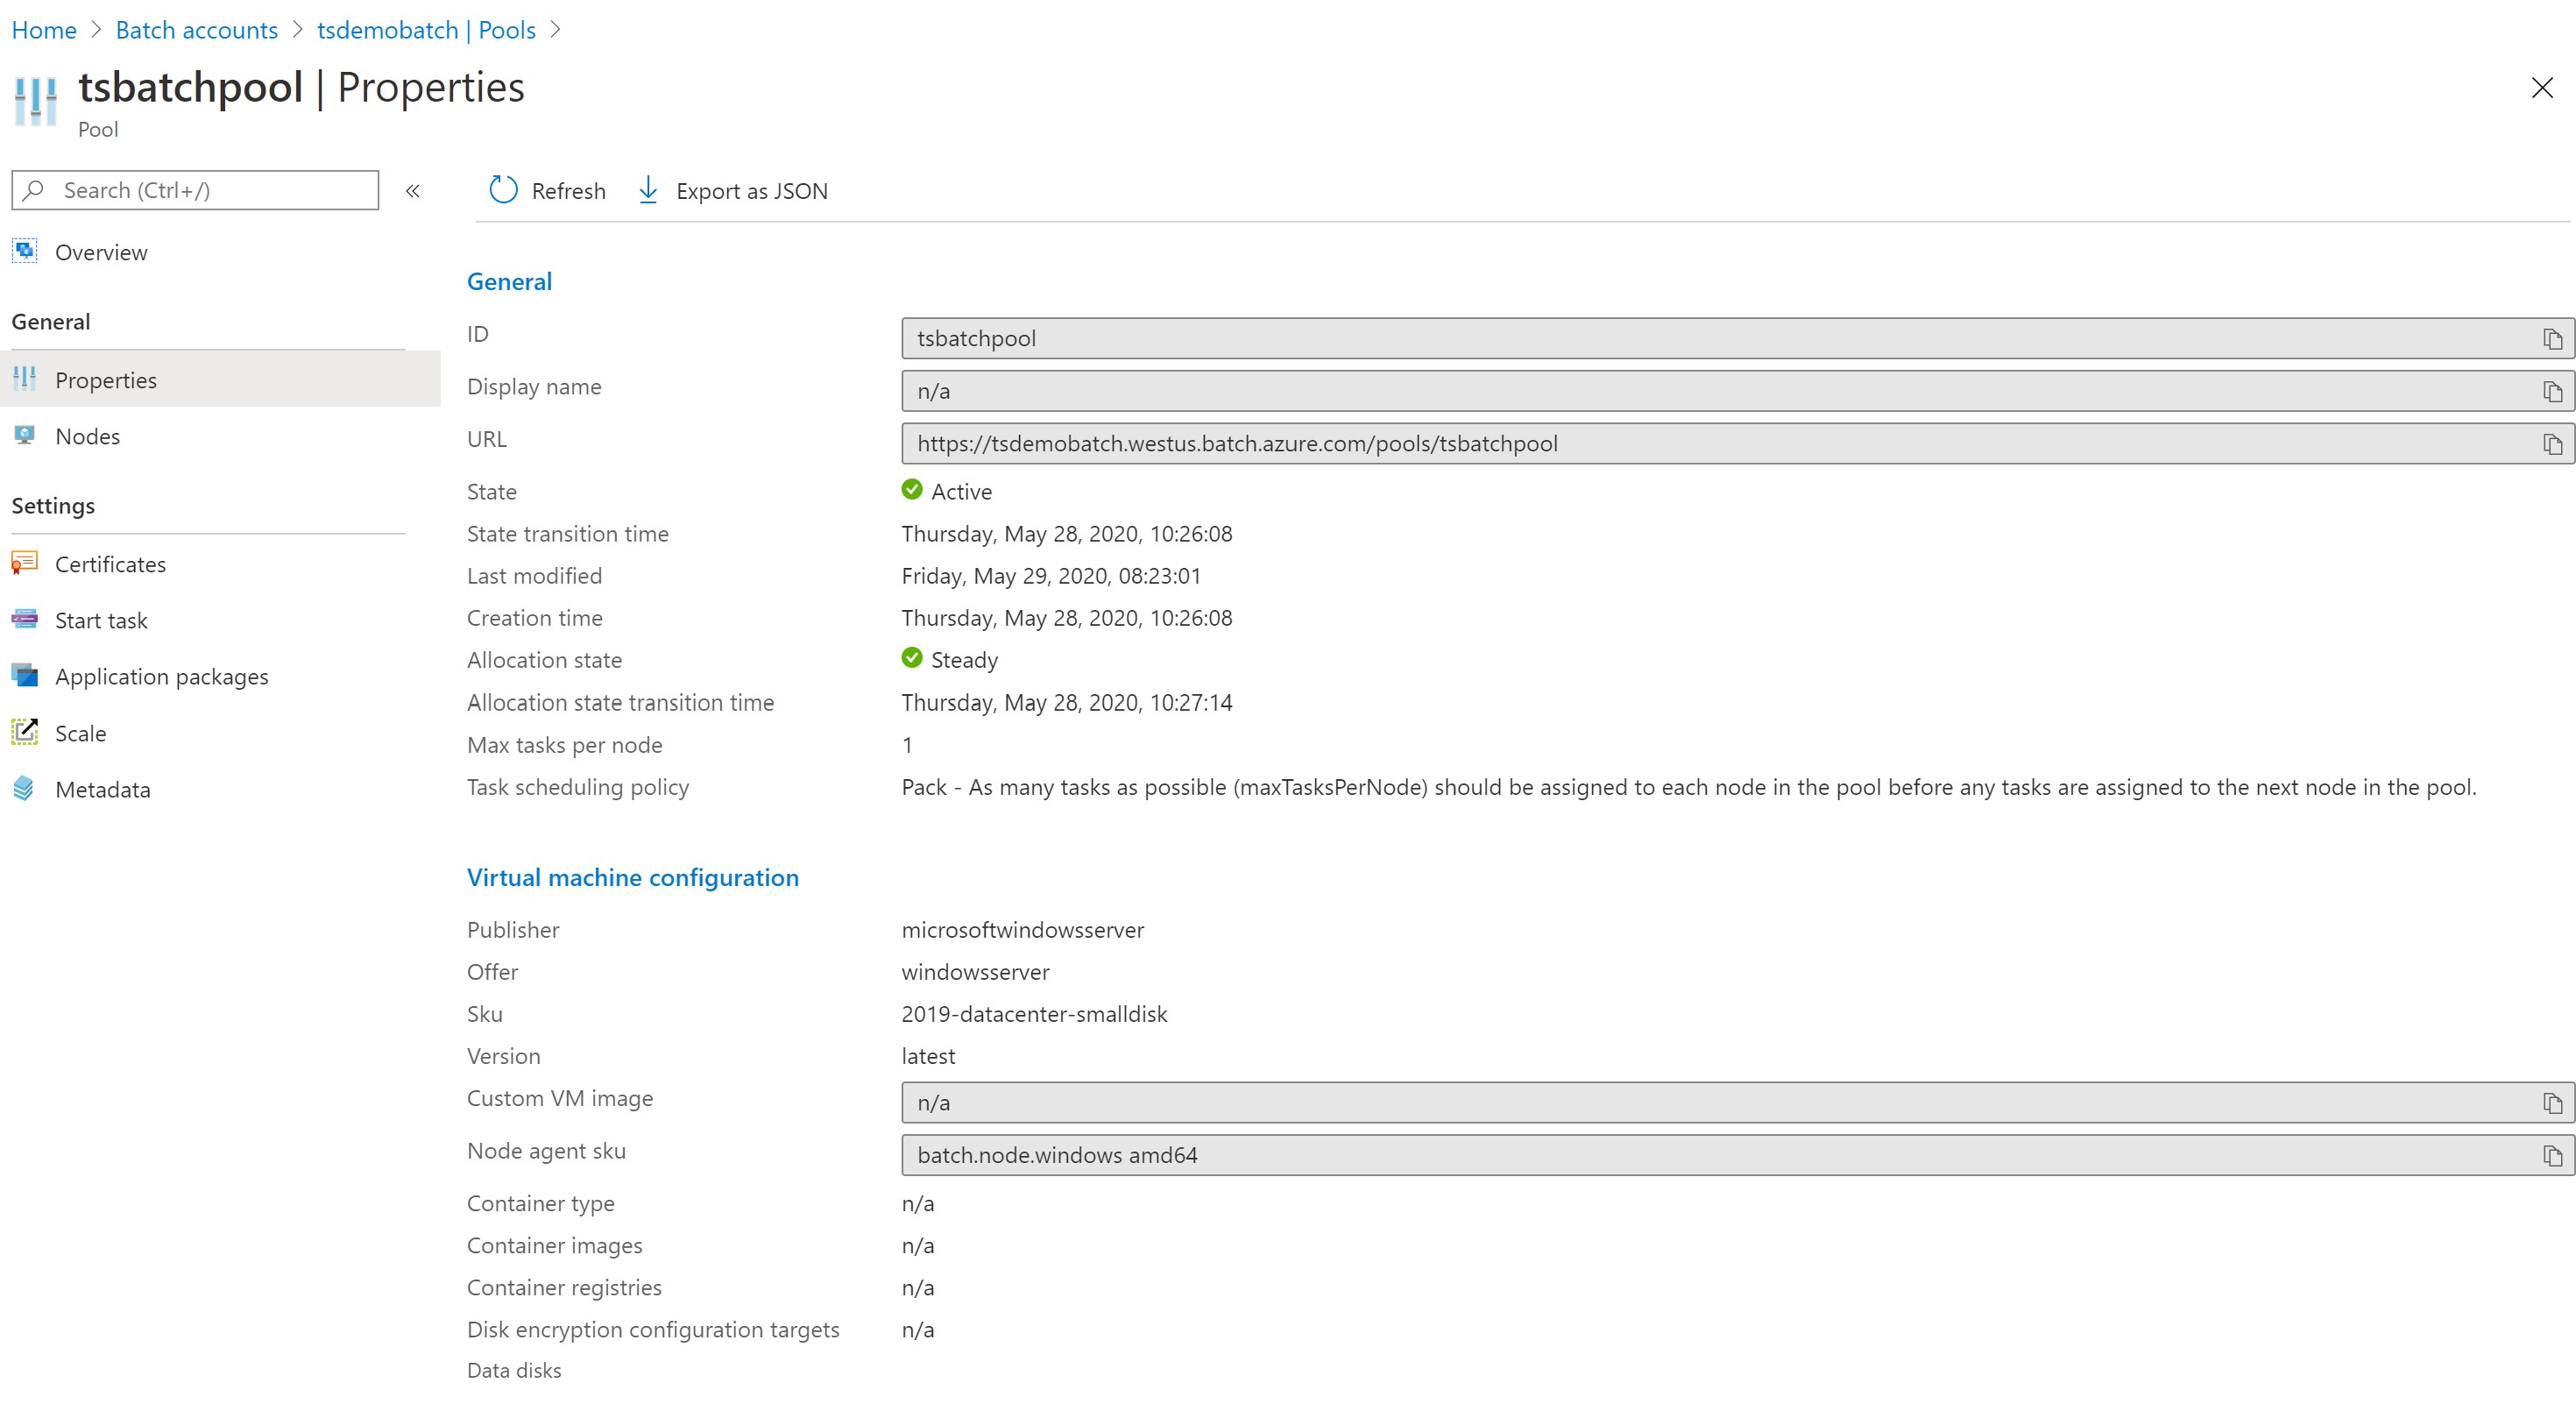 Home > Batch accounts > tsdemobatch | Pools >
tsbatchpool | Properties
Pool
Search (Ctrl+/)
«
Refresh
Export as JSON
Overview
General
Properties
Nodes
Settings
Certificates
Start task
Application packages
Scale
Metadata
General
ID tsbatchpool
Display name n/a
URL https://tsdemobatch.westus.batch.azure.com/pools/tsbatchpool
State Active
State transition time Thursday, May 28, 2020, 10:26:08
Last modified Friday, May 29, 2020, 08:23:01
Creation time Thursday, May 28, 2020, 10:26:08
Allocation state Steady
Allocation state transition time Thursday, May 28, 2020, 10:27:14
Max tasks per node 1
Task scheduling policy Pack - As many tasks as possible (maxTasksPerNode) should be assigned to each node in the pool before any tasks are assigned to the next node in the pool.
Virtual machine configuration
Publisher microsoftwindowsserver
Offer windowsserver
Sku 2019-datacenter-smalldisk
Version latest
Custom VM image n/a
Node agent sku batch.node.windows amd64
Container type n/a
Container images n/a
Container registries n/a
Disk encryption configuration targets n/a
Data disks